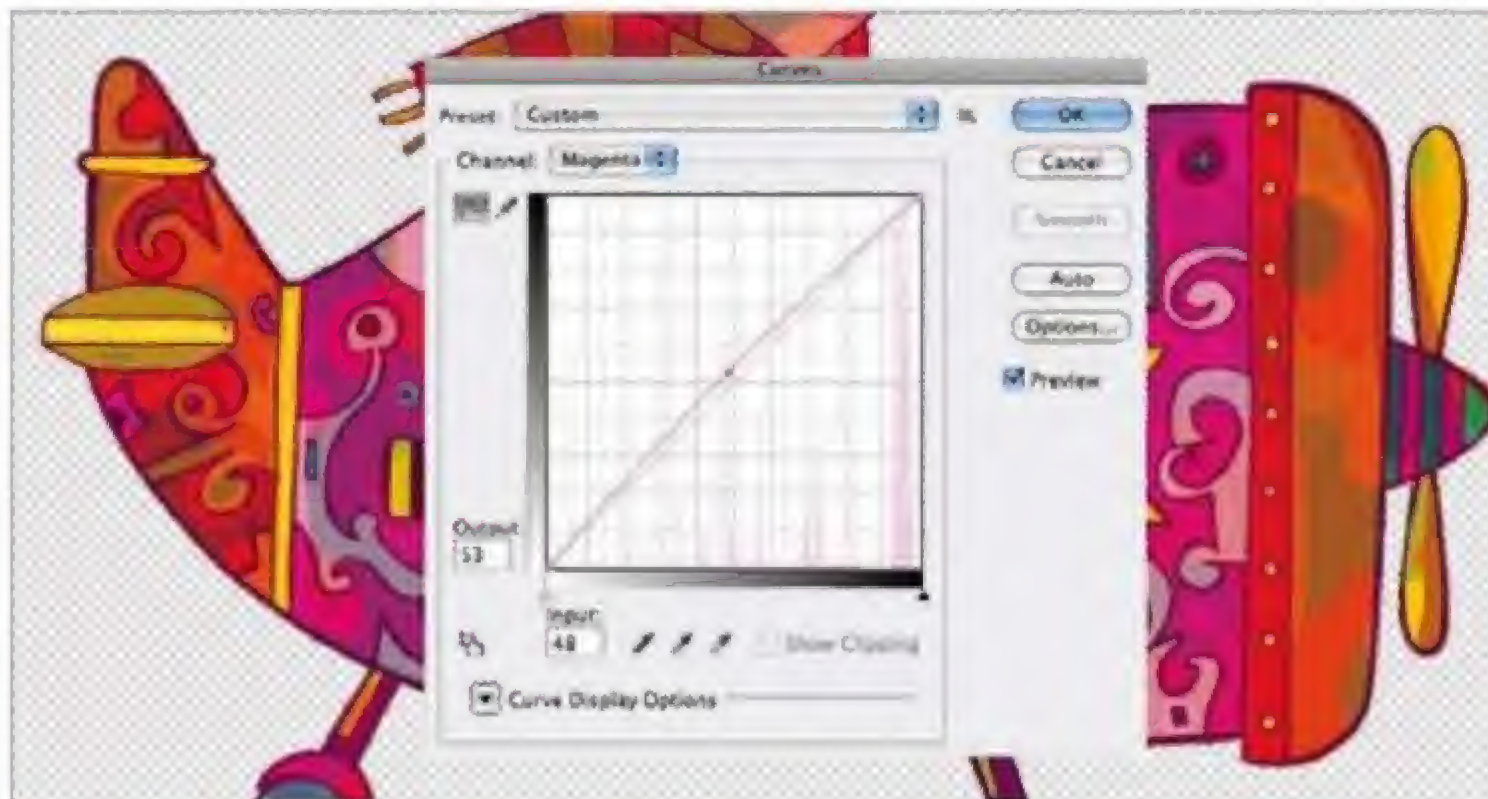 Curves
Preset: Custom
OK
Channel: Magenta
Cancel
Smooth
Auto
Options...
Preview
Output:
53
Input:
48
Show Clipping
Curve Display Options